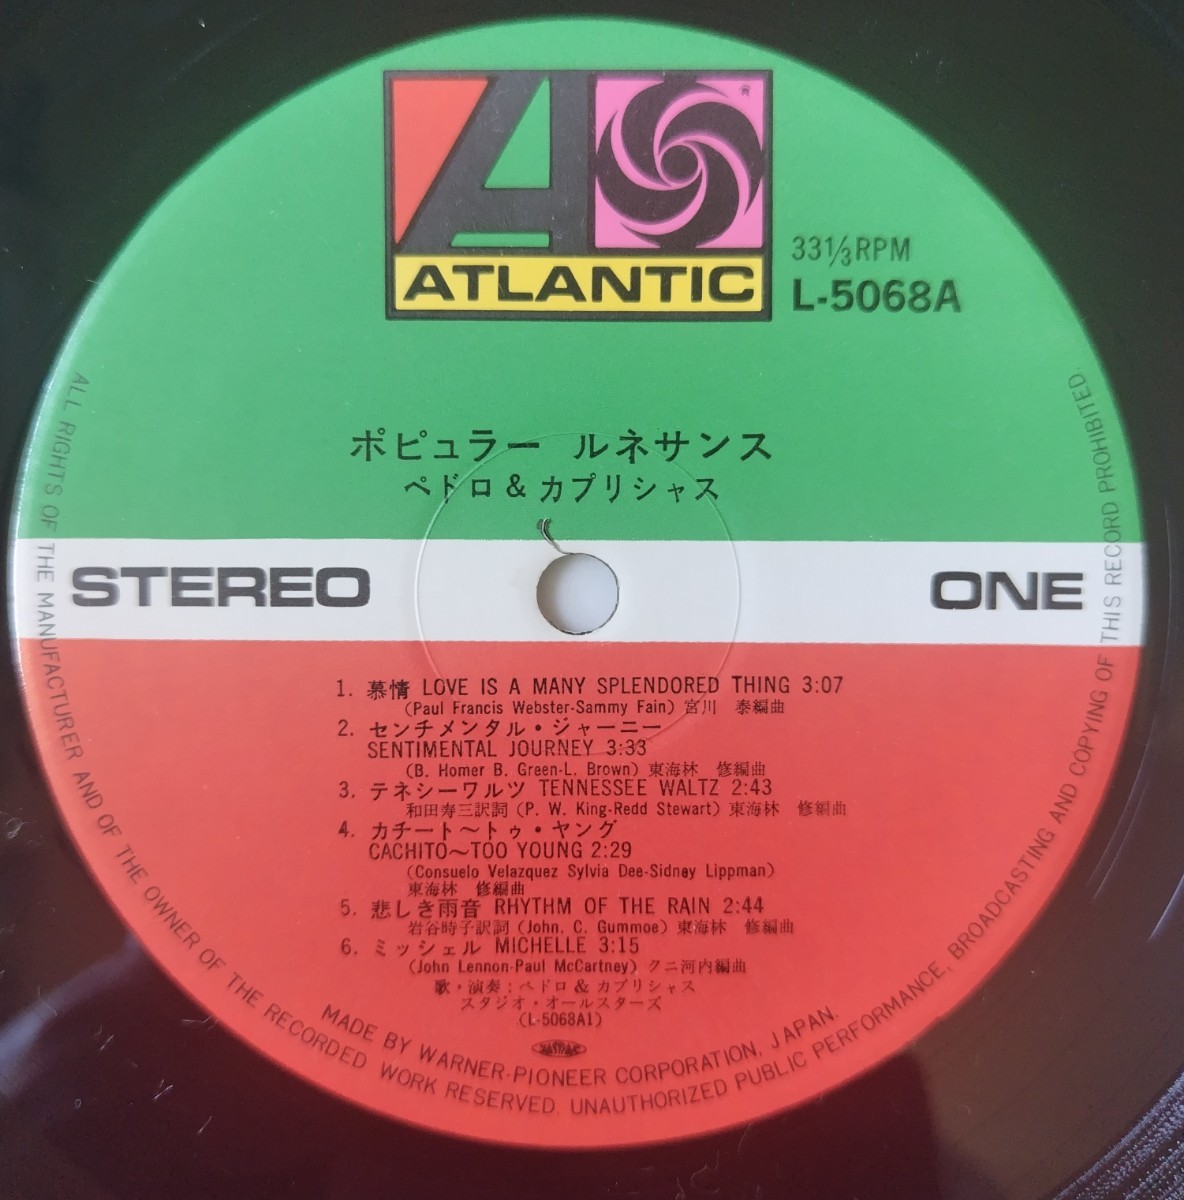 ATLANTIC
®
33⅓RPM
L-5068A
ポピュラー ルネサンス
ペドロ & カプリシャス
STEREO
ONE
1. 慕情 LOVE IS A MANY SPLENDORED THING 3:07
(Paul Francis Webster-Sammy Fain) 宮川 泰編曲
2. センチメンタル・ジャーニー
SENTIMENTAL JOURNEY 3:33
(B. Homer B. Green-L. Brown) 東海林 修編曲
3. テネシーワルツ TENNESSEE WALTZ 2:43
和田寿三訳詞 (P. W. King-Redd Stewart) 東海林 修編曲
4. カチート〜トゥ・ヤング
CACHITO〜TOO YOUNG 2:29
(Consuelo Velazquez Sylvia Dee-Sidney Lippman)
東海林 修編曲
5. 悲しき雨音 RHYTHM OF THE RAIN 2:44
岩谷時子訳詞 (John. C. Gummoe) 東海林 修編曲
6. ミッシェル MICHELLE 3:15
(John Lennon-Paul McCartney) クニ河内編曲
歌・演奏：ペドロ & カプリシャス
スタジオ・オールスターズ
(L-5068A1)
JASRAC
MADE BY WARNER-PIONEER CORPORATION, JAPAN.
ALL RIGHTS OF THE MANUFACTURER AND OF THE OWNER OF THE RECORDED WORK RESERVED. UNAUTHORIZED PUBLIC PERFORMANCE, BROADCASTING AND COPYING OF THIS RECORD PROHIBITED.